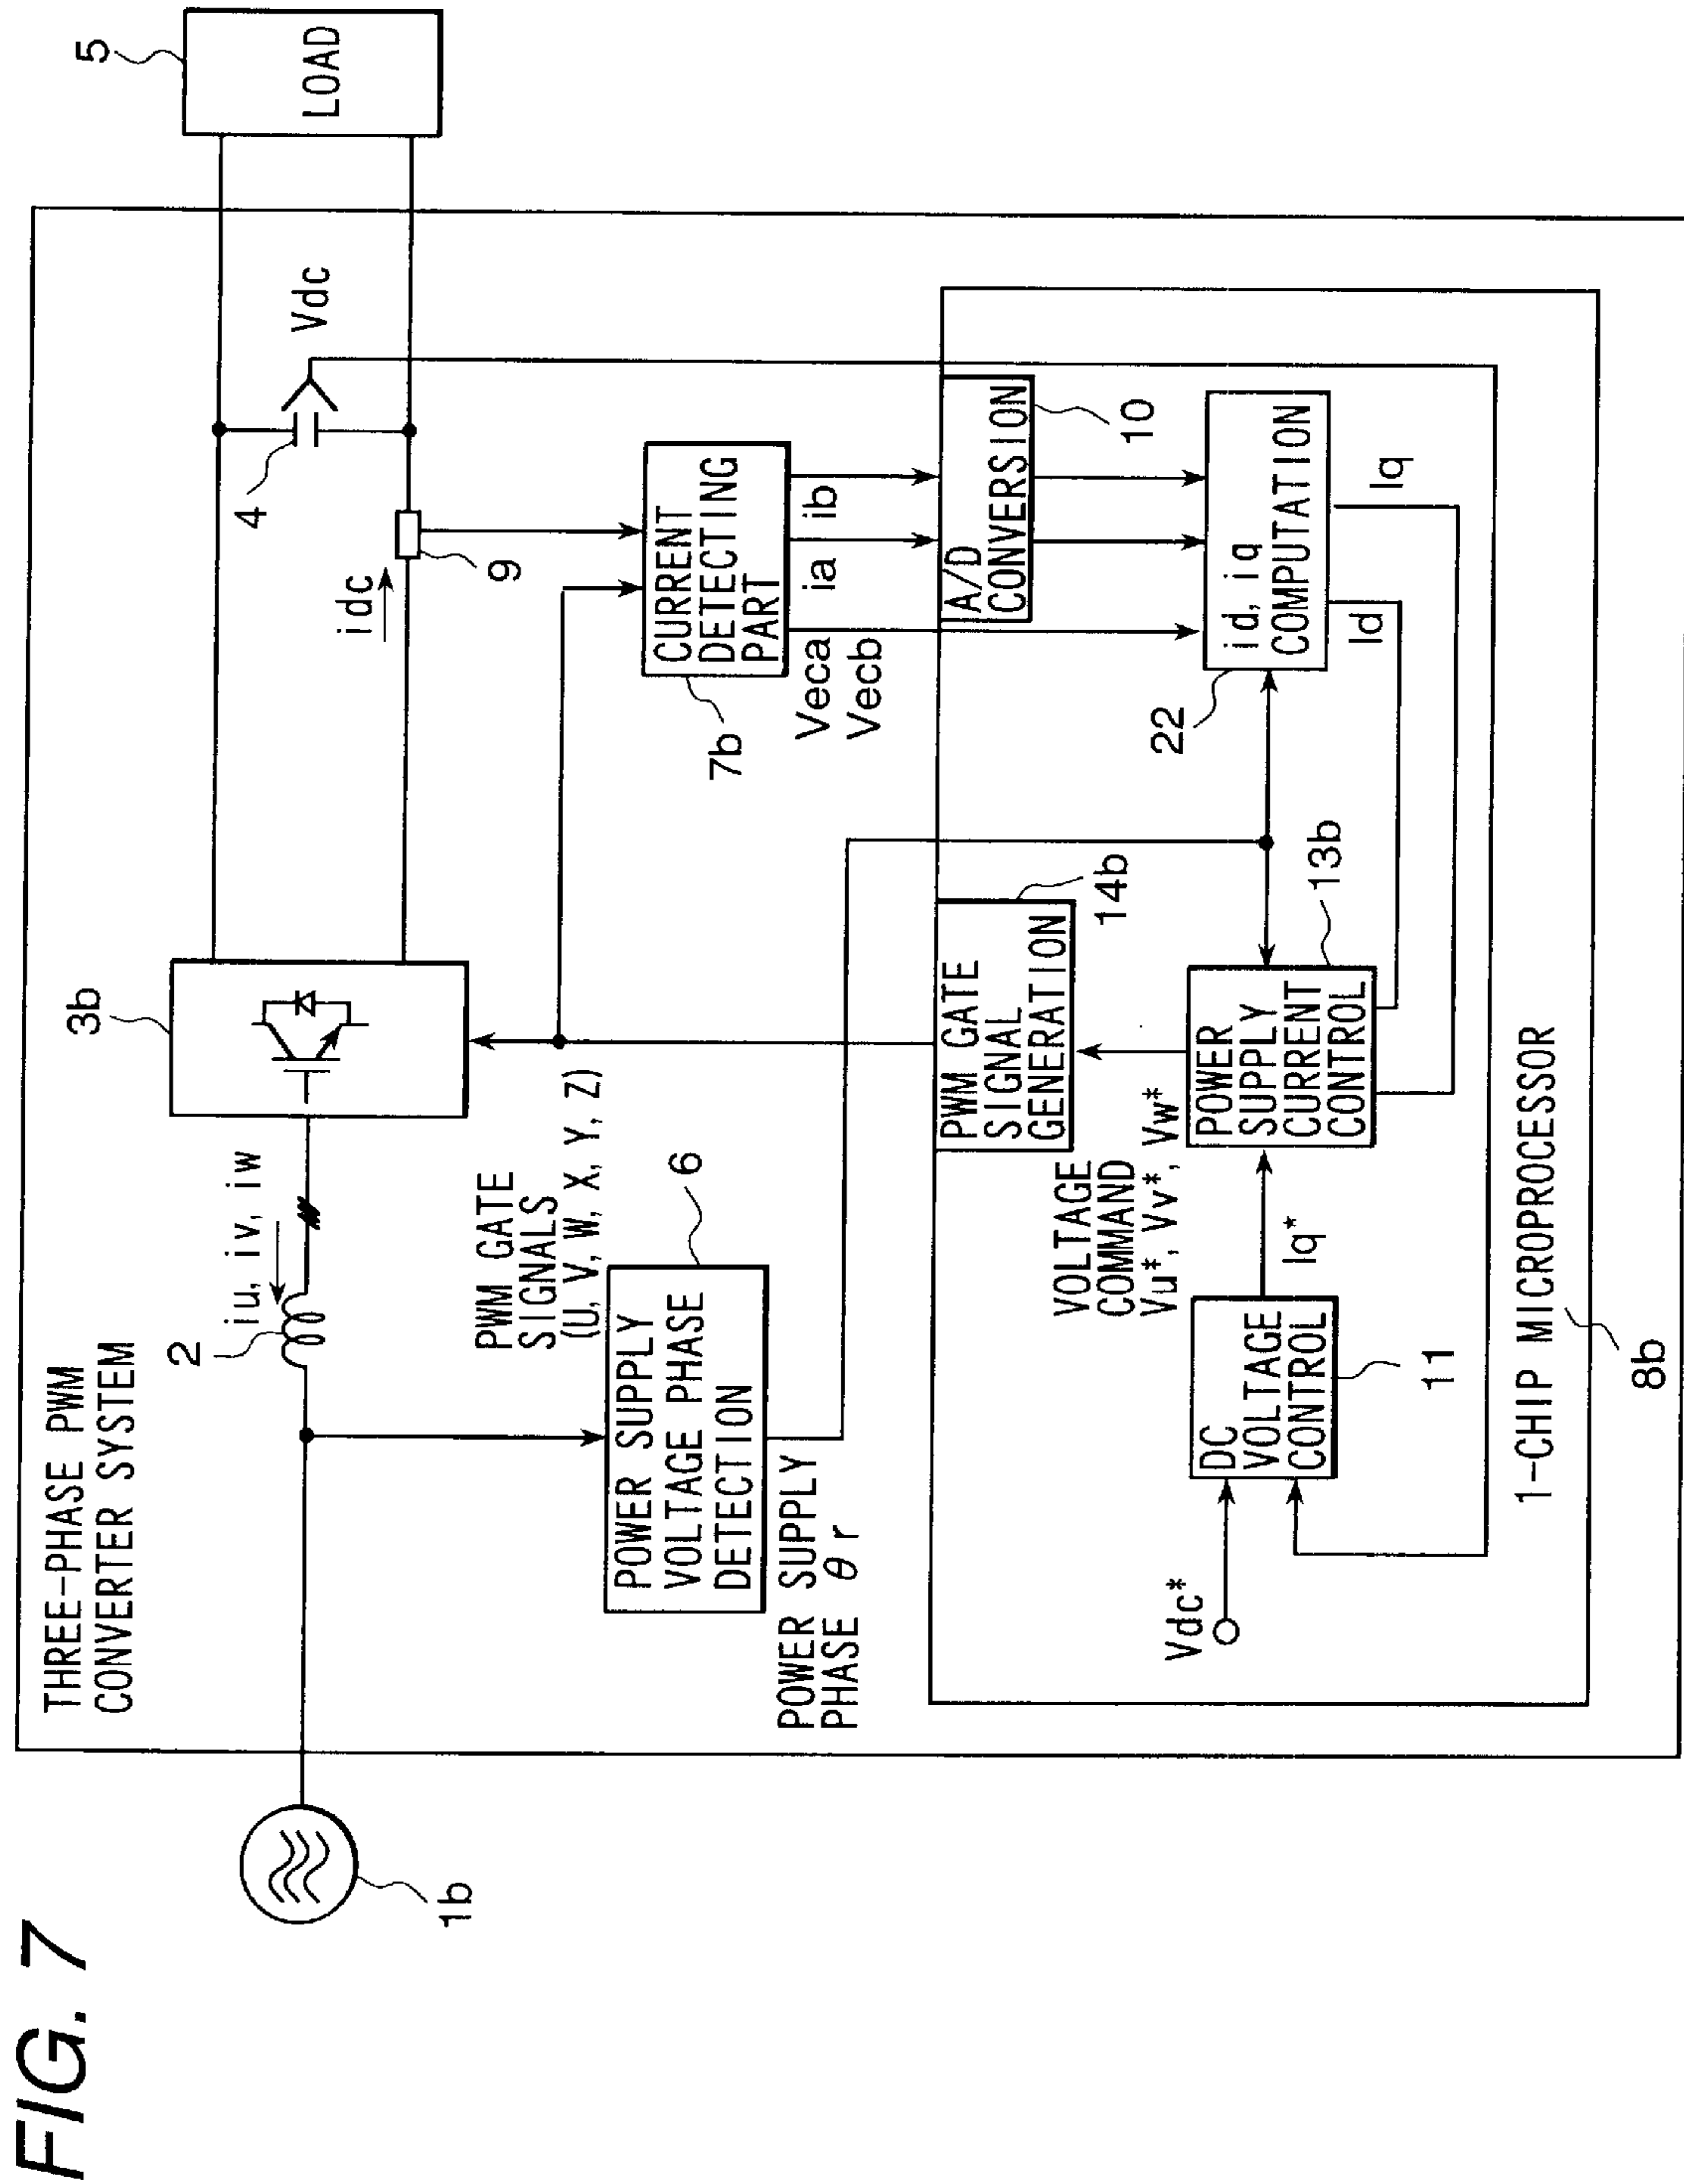 FIG. 7
THREE-PHASE PWM
CONVERTER SYSTEM
1b
2
iu, iv, iw
3b
idc
9
4
Vdc
5
LOAD
PWM GATE
SIGNALS
(U, V, W, X, Y, Z)
POWER SUPPLY
VOLTAGE PHASE
DETECTION
6
POWER SUPPLY
PHASE θr
CURRENT
DETECTING
PART
7b
Veca
Vecb
ia
ib
PWM GATE
SIGNAL
GENERATION
14b
A/D
CONVERSION
10
VOLTAGE
COMMAND
Vu*, Vv*, Vw*
Vdc*
DC
VOLTAGE
CONTROL
11
Iq*
POWER
SUPPLY
CURRENT
CONTROL
13b
22
id, iq
COMPUTATION
Id
Iq
1-CHIP MICROPROCESSOR
8b